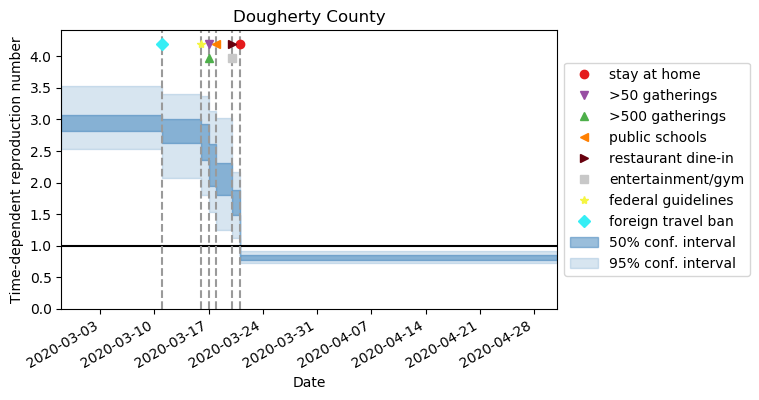 Dougherty County
Time-dependent reproduction number
4.0
3.5
3.0
2.5
2.0
1.5
1.0
0.5
0.0
2020-03-03
2020-03-10
2020-03-17
2020-03-24
2020-03-31
2020-04-07
2020-04-14
2020-04-21
2020-04-28
Date
stay at home
>50 gatherings
>500 gatherings
public schools
restaurant dine-in
entertainment/gym
federal guidelines
foreign travel ban
50% conf. interval
95% conf. interval